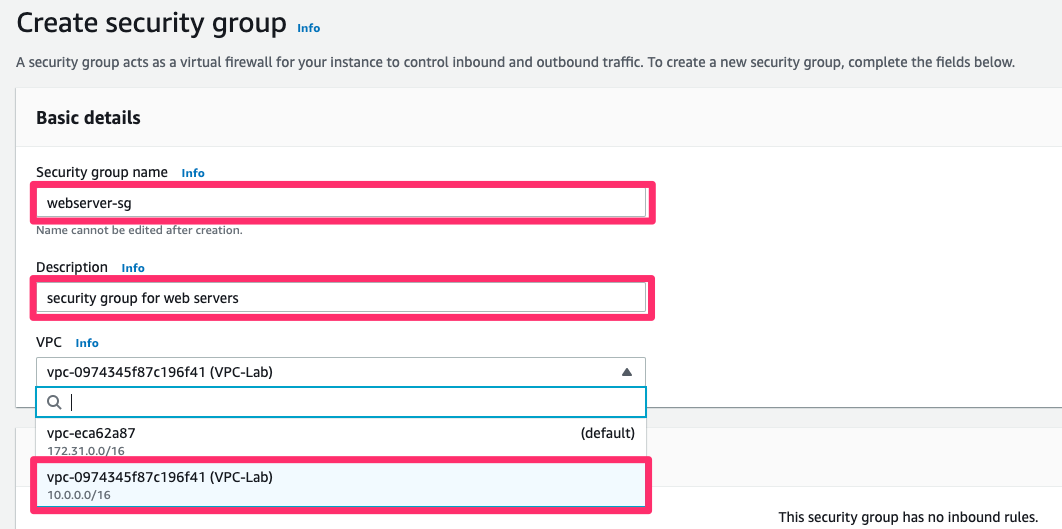 Create security group Info
A security group acts as a virtual firewall for your instance to control inbound and outbound traffic. To create a new security group, complete the fields below.
Basic details
Security group name Info
webserver-sg
Name cannot be edited after creation.
Description Info
security group for web servers
VPC Info
vpc-0974345f87c196f41 (VPC-Lab)
vpc-eca62a87 (default)
172.31.0.0/16
vpc-0974345f87c196f41 (VPC-Lab)
10.0.0.0/16
This security group has no inbound rules.